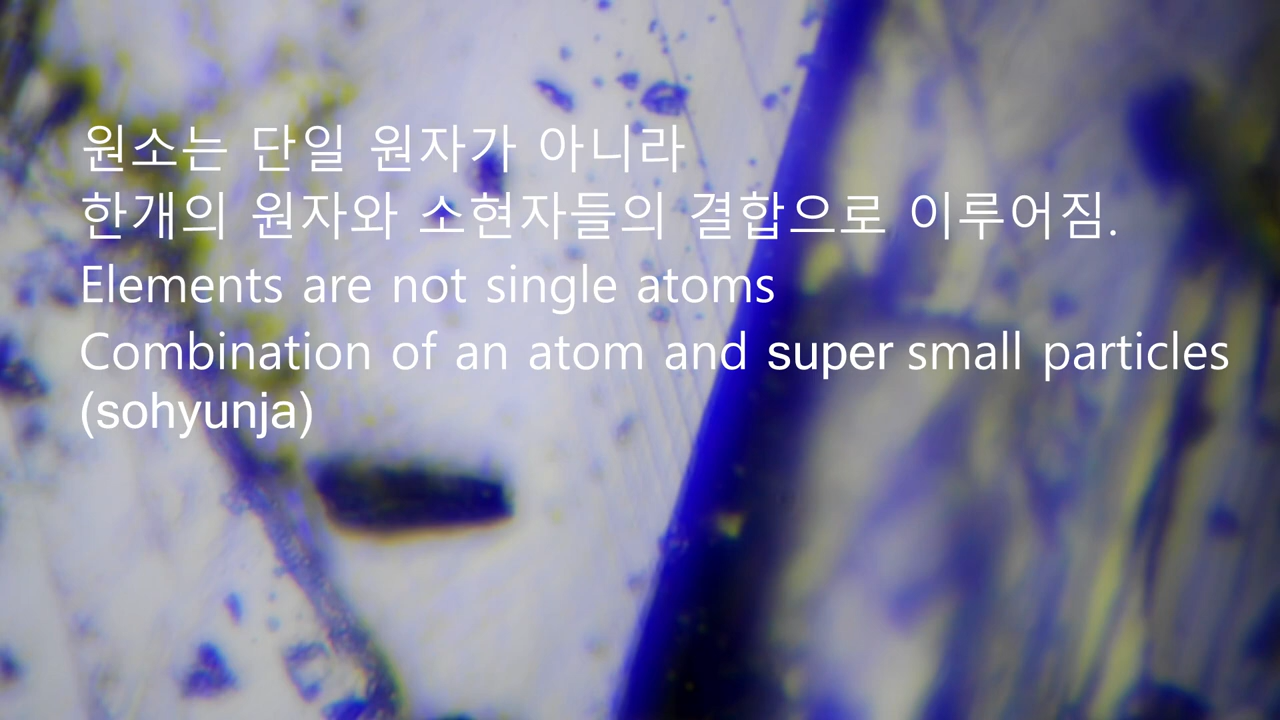 원소는 단일 원자가 아니라
한개의 원자와 소현자들의 결합으로 이루어짐.
Elements are not single atoms
Combination of an atom and super small particles
(sohyunja)